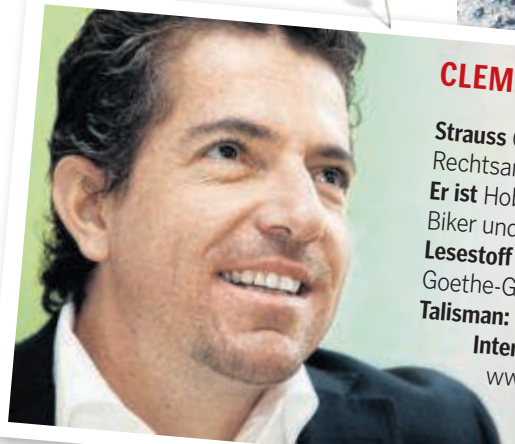 CLEM
Strauss
Rechtsan
Er ist Hob
Biker und
Lesestoff
Goethe-G
Talisman:
Inter
ww